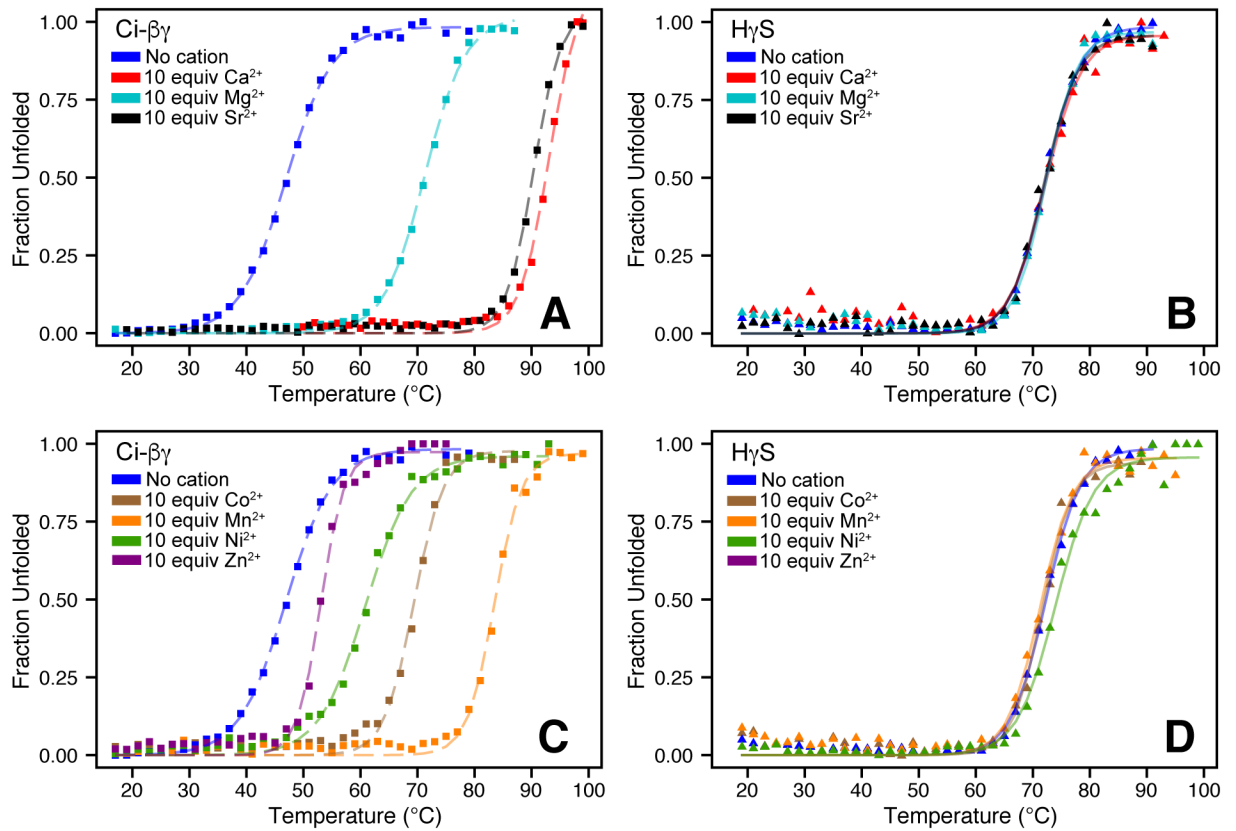 Ci-βγ
No cation
10 equiv Ca²⁺
10 equiv Mg²⁺
10 equiv Sr²⁺
A
Fraction Unfolded
1.00
0.75
0.50
0.25
0.00
20 30 40 50 60 70 80 90 100
Temperature (°C)
HγS
No cation
10 equiv Ca²⁺
10 equiv Mg²⁺
10 equiv Sr²⁺
B
Fraction Unfolded
1.00
0.75
0.50
0.25
0.00
20 30 40 50 60 70 80 90 100
Temperature (°C)
Ci-βγ
No cation
10 equiv Co²⁺
10 equiv Mn²⁺
10 equiv Ni²⁺
10 equiv Zn²⁺
C
Fraction Unfolded
1.00
0.75
0.50
0.25
0.00
20 30 40 50 60 70 80 90 100
Temperature (°C)
HγS
No cation
10 equiv Co²⁺
10 equiv Mn²⁺
10 equiv Ni²⁺
10 equiv Zn²⁺
D
Fraction Unfolded
1.00
0.75
0.50
0.25
0.00
20 30 40 50 60 70 80 90 100
Temperature (°C)